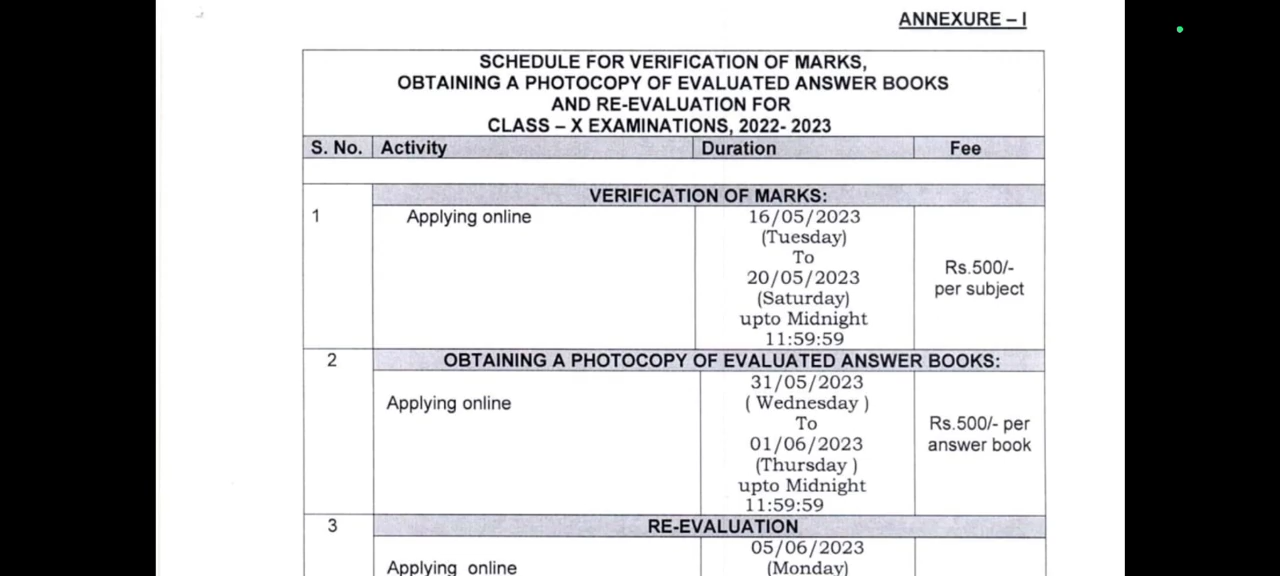 ANNEXURE – I
SCHEDULE FOR VERIFICATION OF MARKS,
OBTAINING A PHOTOCOPY OF EVALUATED ANSWER BOOKS
AND RE-EVALUATION FOR
CLASS – X EXAMINATIONS, 2022- 2023
S. No. Activity Duration Fee
VERIFICATION OF MARKS:
1 Applying online 16/05/2023
(Tuesday)
To
20/05/2023
(Saturday)
upto Midnight
11:59:59
Rs.500/-
per subject
2 OBTAINING A PHOTOCOPY OF EVALUATED ANSWER BOOKS:
Applying online
31/05/2023
( Wednesday )
To
01/06/2023
(Thursday )
upto Midnight
11:59:59
Rs.500/- per
answer book
3 RE-EVALUATION
Applying online
05/06/2023
(Monday)